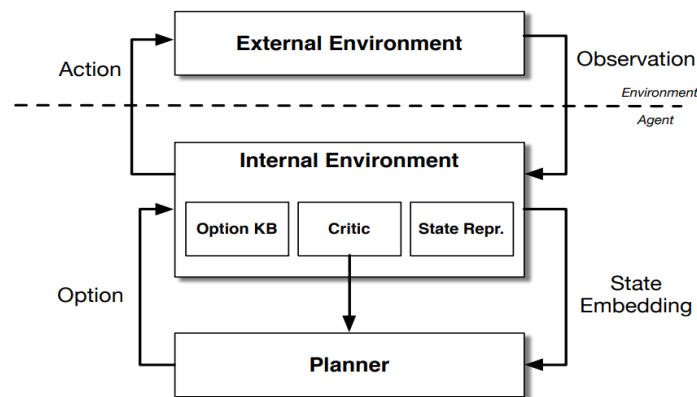 External Environment
Action
Observation
Environment
Agent
Internal Environment
Option KB
Critic
State Repr.
Option
State
Embedding
Planner